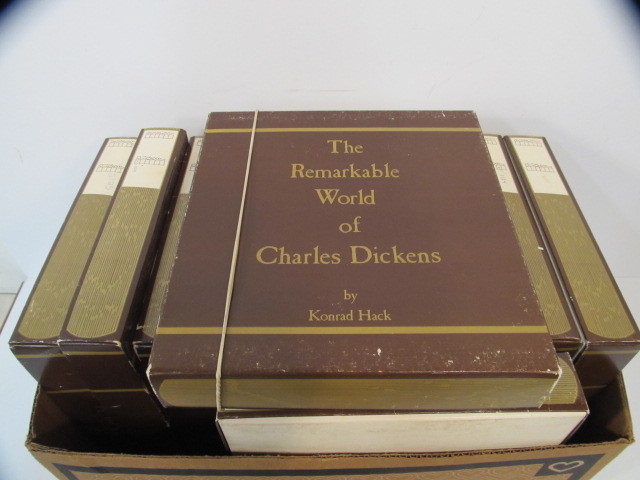 The
Remarkable
World
of
Charles Dickens
by
Konrad Hack